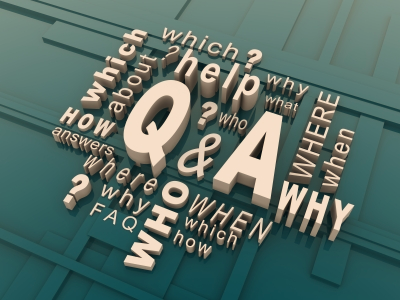 which ?
which
?
about
help
why
what
Q & A
?
who
HOW
answers
WHERE
when
where
?
why
FAQ
WHO
WHEN
which
how
WHY